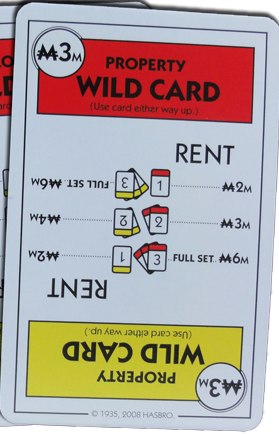 ₩3M
PROPERTY
WILD CARD
(Use card either way up.)
RENT
1 ₩2M
2 ₩3M
3 FULL SET ₩6M
₩3M
PROPERTY
WILD CARD
(Use card either way up.)
RENT
1 ₩2M
2 ₩4M
3 FULL SET ₩6M
© 1935, 2008 HASBRO.